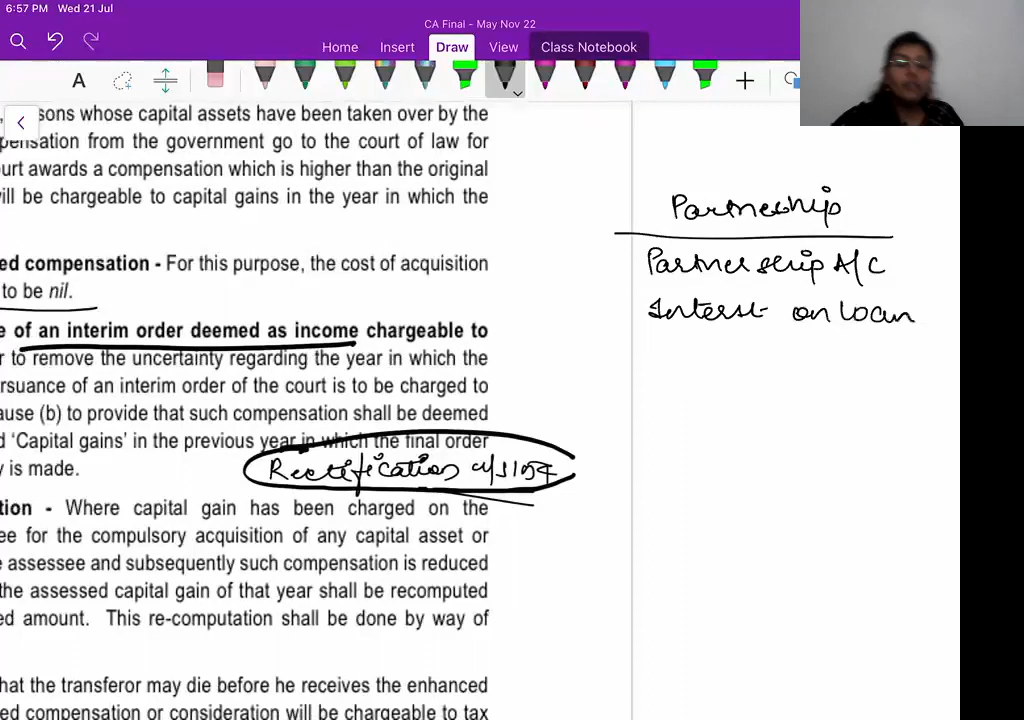 6:57 PM Wed 21 Jul
CA Final - May Nov 22
Home Insert Draw View Class Notebook
A
sons whose capital assets have been taken over by the
pensation from the government go to the court of law for
urt awards a compensation which is higher than the original
ill be chargeable to capital gains in the year in which the
ed compensation - For this purpose, the cost of acquisition
to be nil.
e of an interim order deemed as income chargeable to
r to remove the uncertainty regarding the year in which the
rsuance of an interim order of the court is to be charged to
ause (b) to provide that such compensation shall be deemed
d 'Capital gains' in the previous year in which the final order
y is made.
Rectification u/s 154
tion - Where capital gain has been charged on the
ee for the compulsory acquisition of any capital asset or
e assessee and subsequently such compensation is reduced
the assessed capital gain of that year shall be recomputed
ed amount. This re-computation shall be done by way of
hat the transferor may die before he receives the enhanced
ed compensation or consideration will be chargeable to tax
Partneship
Partnership A/C
Interst on loan